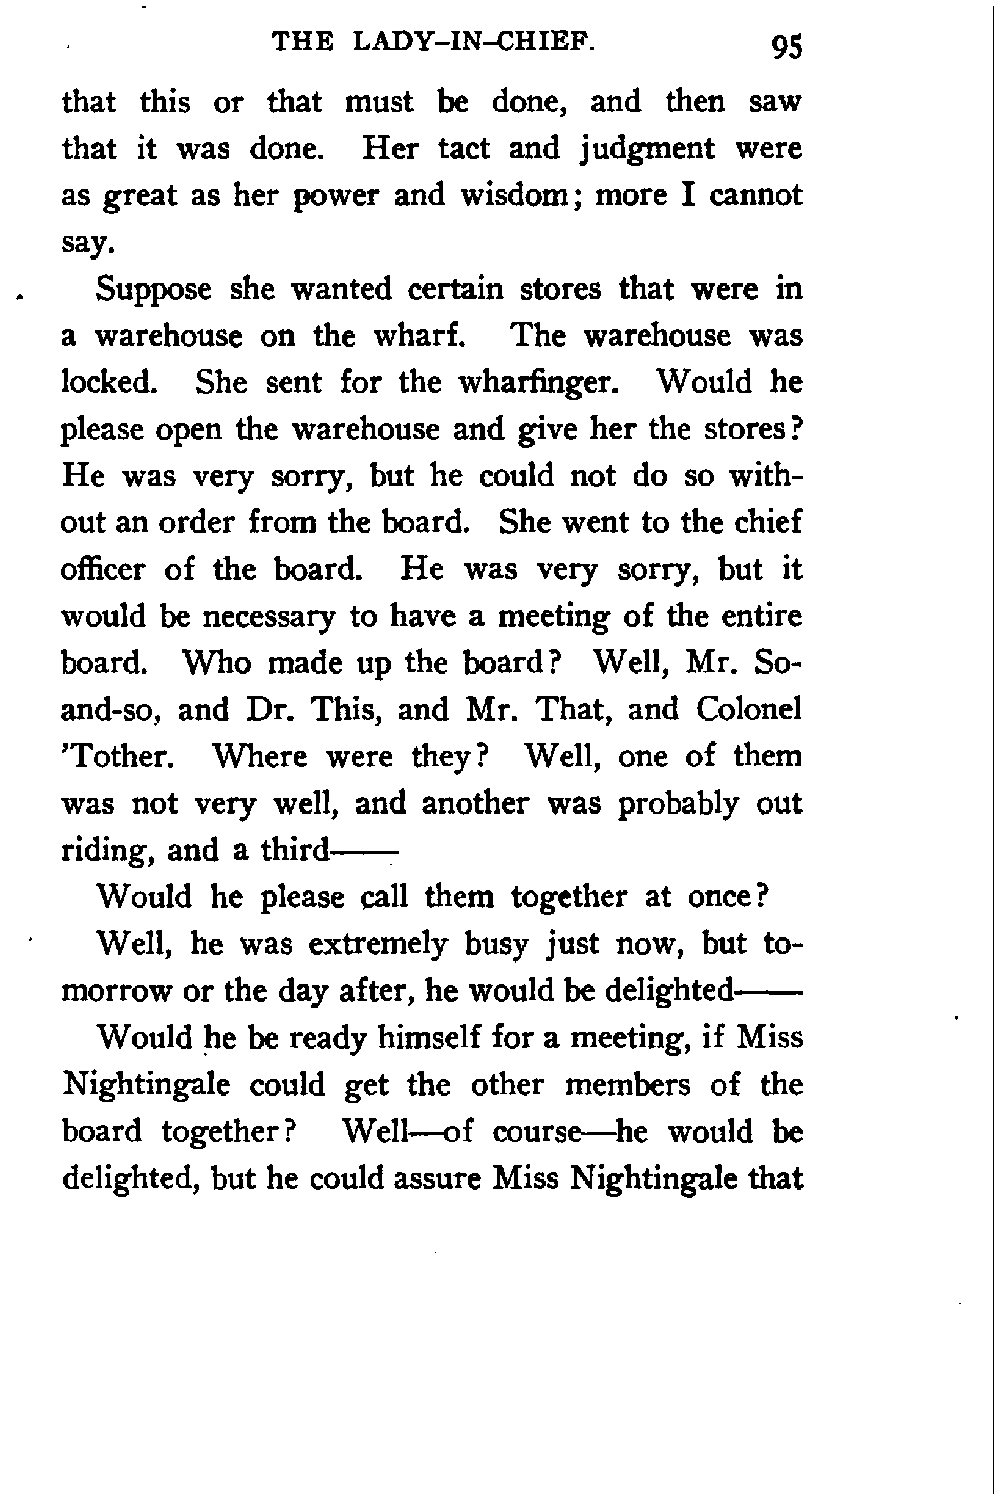 THE LADY-IN-CHIEF. 95
that this or that must be done, and then saw
that it was done. Her tact and judgment were
as great as her power and wisdom; more I cannot
say.
Suppose she wanted certain stores that were in
a warehouse on the wharf. The warehouse was
locked. She sent for the wharfinger. Would he
please open the warehouse and give her the stores?
He was very sorry, but he could not do so with-
out an order from the board. She went to the chief
officer of the board. He was very sorry, but it
would be necessary to have a meeting of the entire
board. Who made up the board? Well, Mr. So-
and-so, and Dr. This, and Mr. That, and Colonel
'Tother. Where were they? Well, one of them
was not very well, and another was probably out
riding, and a third——
Would he please call them together at once?
Well, he was extremely busy just now, but to-
morrow or the day after, he would be delighted——
Would he be ready himself for a meeting, if Miss
Nightingale could get the other members of the
board together? Well—of course—he would be
delighted, but he could assure Miss Nightingale that